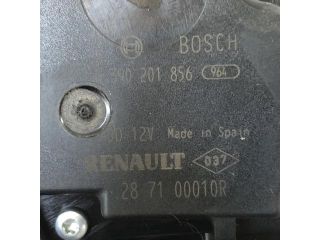 BOSCH
390 201 856 964
D 12V Made in Spain
RENAULT 037
28 71 00010R